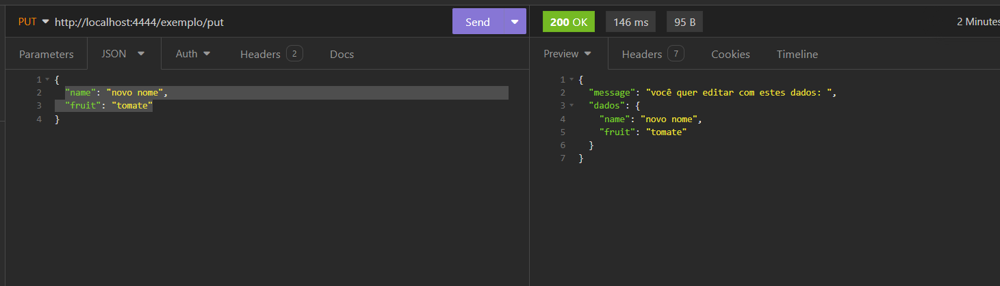 PUT http://localhost:4444/exemplo/put Send 200 OK 146 ms 95 B 2 Minutes
Parameters JSON Auth Headers 2 Docs Preview Headers 7 Cookies Timeline
1 {
2 "name": "novo nome",
3 "fruit": "tomate"
4 }
1 {
2 "message": "você quer editar com estes dados: ",
3 "dados": {
4 "name": "novo nome",
5 "fruit": "tomate"
6 }
7 }